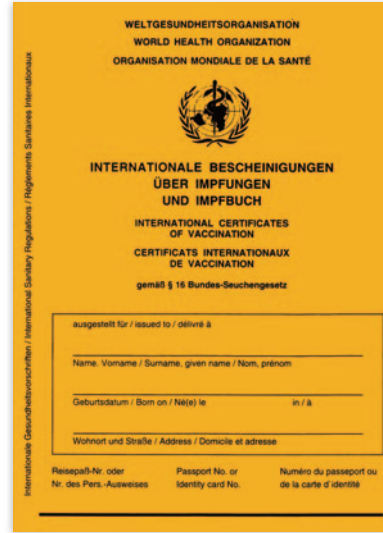 WELTGESUNDHEITSORGANISATION
WORLD HEALTH ORGANIZATION
ORGANISATION MONDIALE DE LA SANTÉ
INTERNATIONALE BESCHEINIGUNGEN
ÜBER IMPFUNGEN
UND IMPFBUCH
INTERNATIONAL CERTIFICATES
OF VACCINATION
CERTIFICATS INTERNATIONAUX
DE VACCINATION
gemäß § 16 Bundes-Seuchengesetz
ausgestellt für / issued to / délivré à
Name, Vorname / Surname, given name / Nom, prénom
Geburtsdatum / Born on / Né(e) le in / à
Wohnort und Straße / Address / Domicile et adresse
Reisepaß-Nr. oder Passport No. or Numéro du passeport ou
Nr. des Pers.-Ausweises Identity card No. de la carte d'identité
Internationale Gesundheitsvorschriften / International Sanitary Regulations / Règlements Sanitaires Internationaux